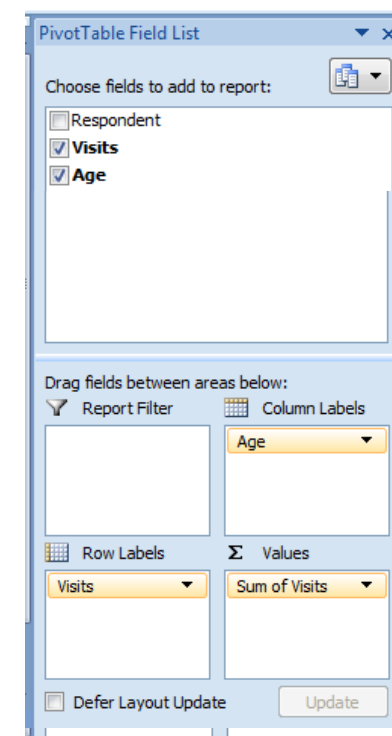 PivotTable Field List
Choose fields to add to report:
Respondent
Visits
Age
Drag fields between areas below:
Report Filter
Column Labels
Age
Row Labels
Σ Values
Visits
Sum of Visits
Defer Layout Update
Update